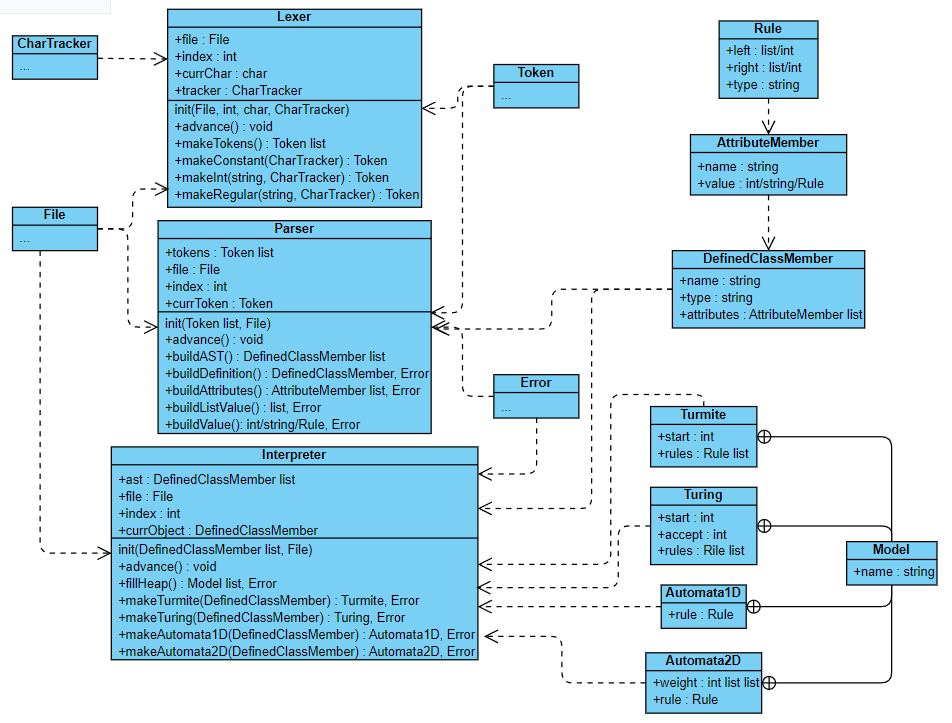 Lexer
+file : File
+index : int
+currChar : char
+tracker : CharTracker
init(File, int, char, CharTracker)
+advance() : void
+makeTokens() : Token list
+makeConstant(CharTracker) : Token
+makeInt(string, CharTracker) : Token
+makeRegular(string, CharTracker) : Token
CharTracker
...
Token
...
Rule
+left : list/int
+right : list/int
+type : string
AttributeMember
+name : string
+value : int/string/Rule
File
...
Parser
+tokens : Token list
+file : File
+index : int
+currToken : Token
init(Token list, File)
+advance() : void
+buildAST() : DefinedClassMember list
+buildDefinition() : DefinedClassMember, Error
+buildAttributes() : AttributeMember list, Error
+buildListValue() : list, Error
+buildValue(): int/string/Rule, Error
DefinedClassMember
+name : string
+type : string
+attributes : AttributeMember list
Error
...
Interpreter
+ast : DefinedClassMember list
+file : File
+index : int
+currObject : DefinedClassMember
init(DefinedClassMember list, File)
+advance() : void
+fillHeap() : Model list, Error
+makeTurmite(DefinedClassMember) : Turmite, Error
+makeTuring(DefinedClassMember) : Turing, Error
+makeAutomata1D(DefinedClassMember) : Automata1D, Error
+makeAutomata2D(DefinedClassMember) : Automata2D, Error
Turmite
+start : int
+rules : Rule list
Turing
+start : int
+accept : int
+rules : Rile list
Model
+name : string
Automata1D
+rule : Rule
Automata2D
+weight : int list list
+rule : Rule